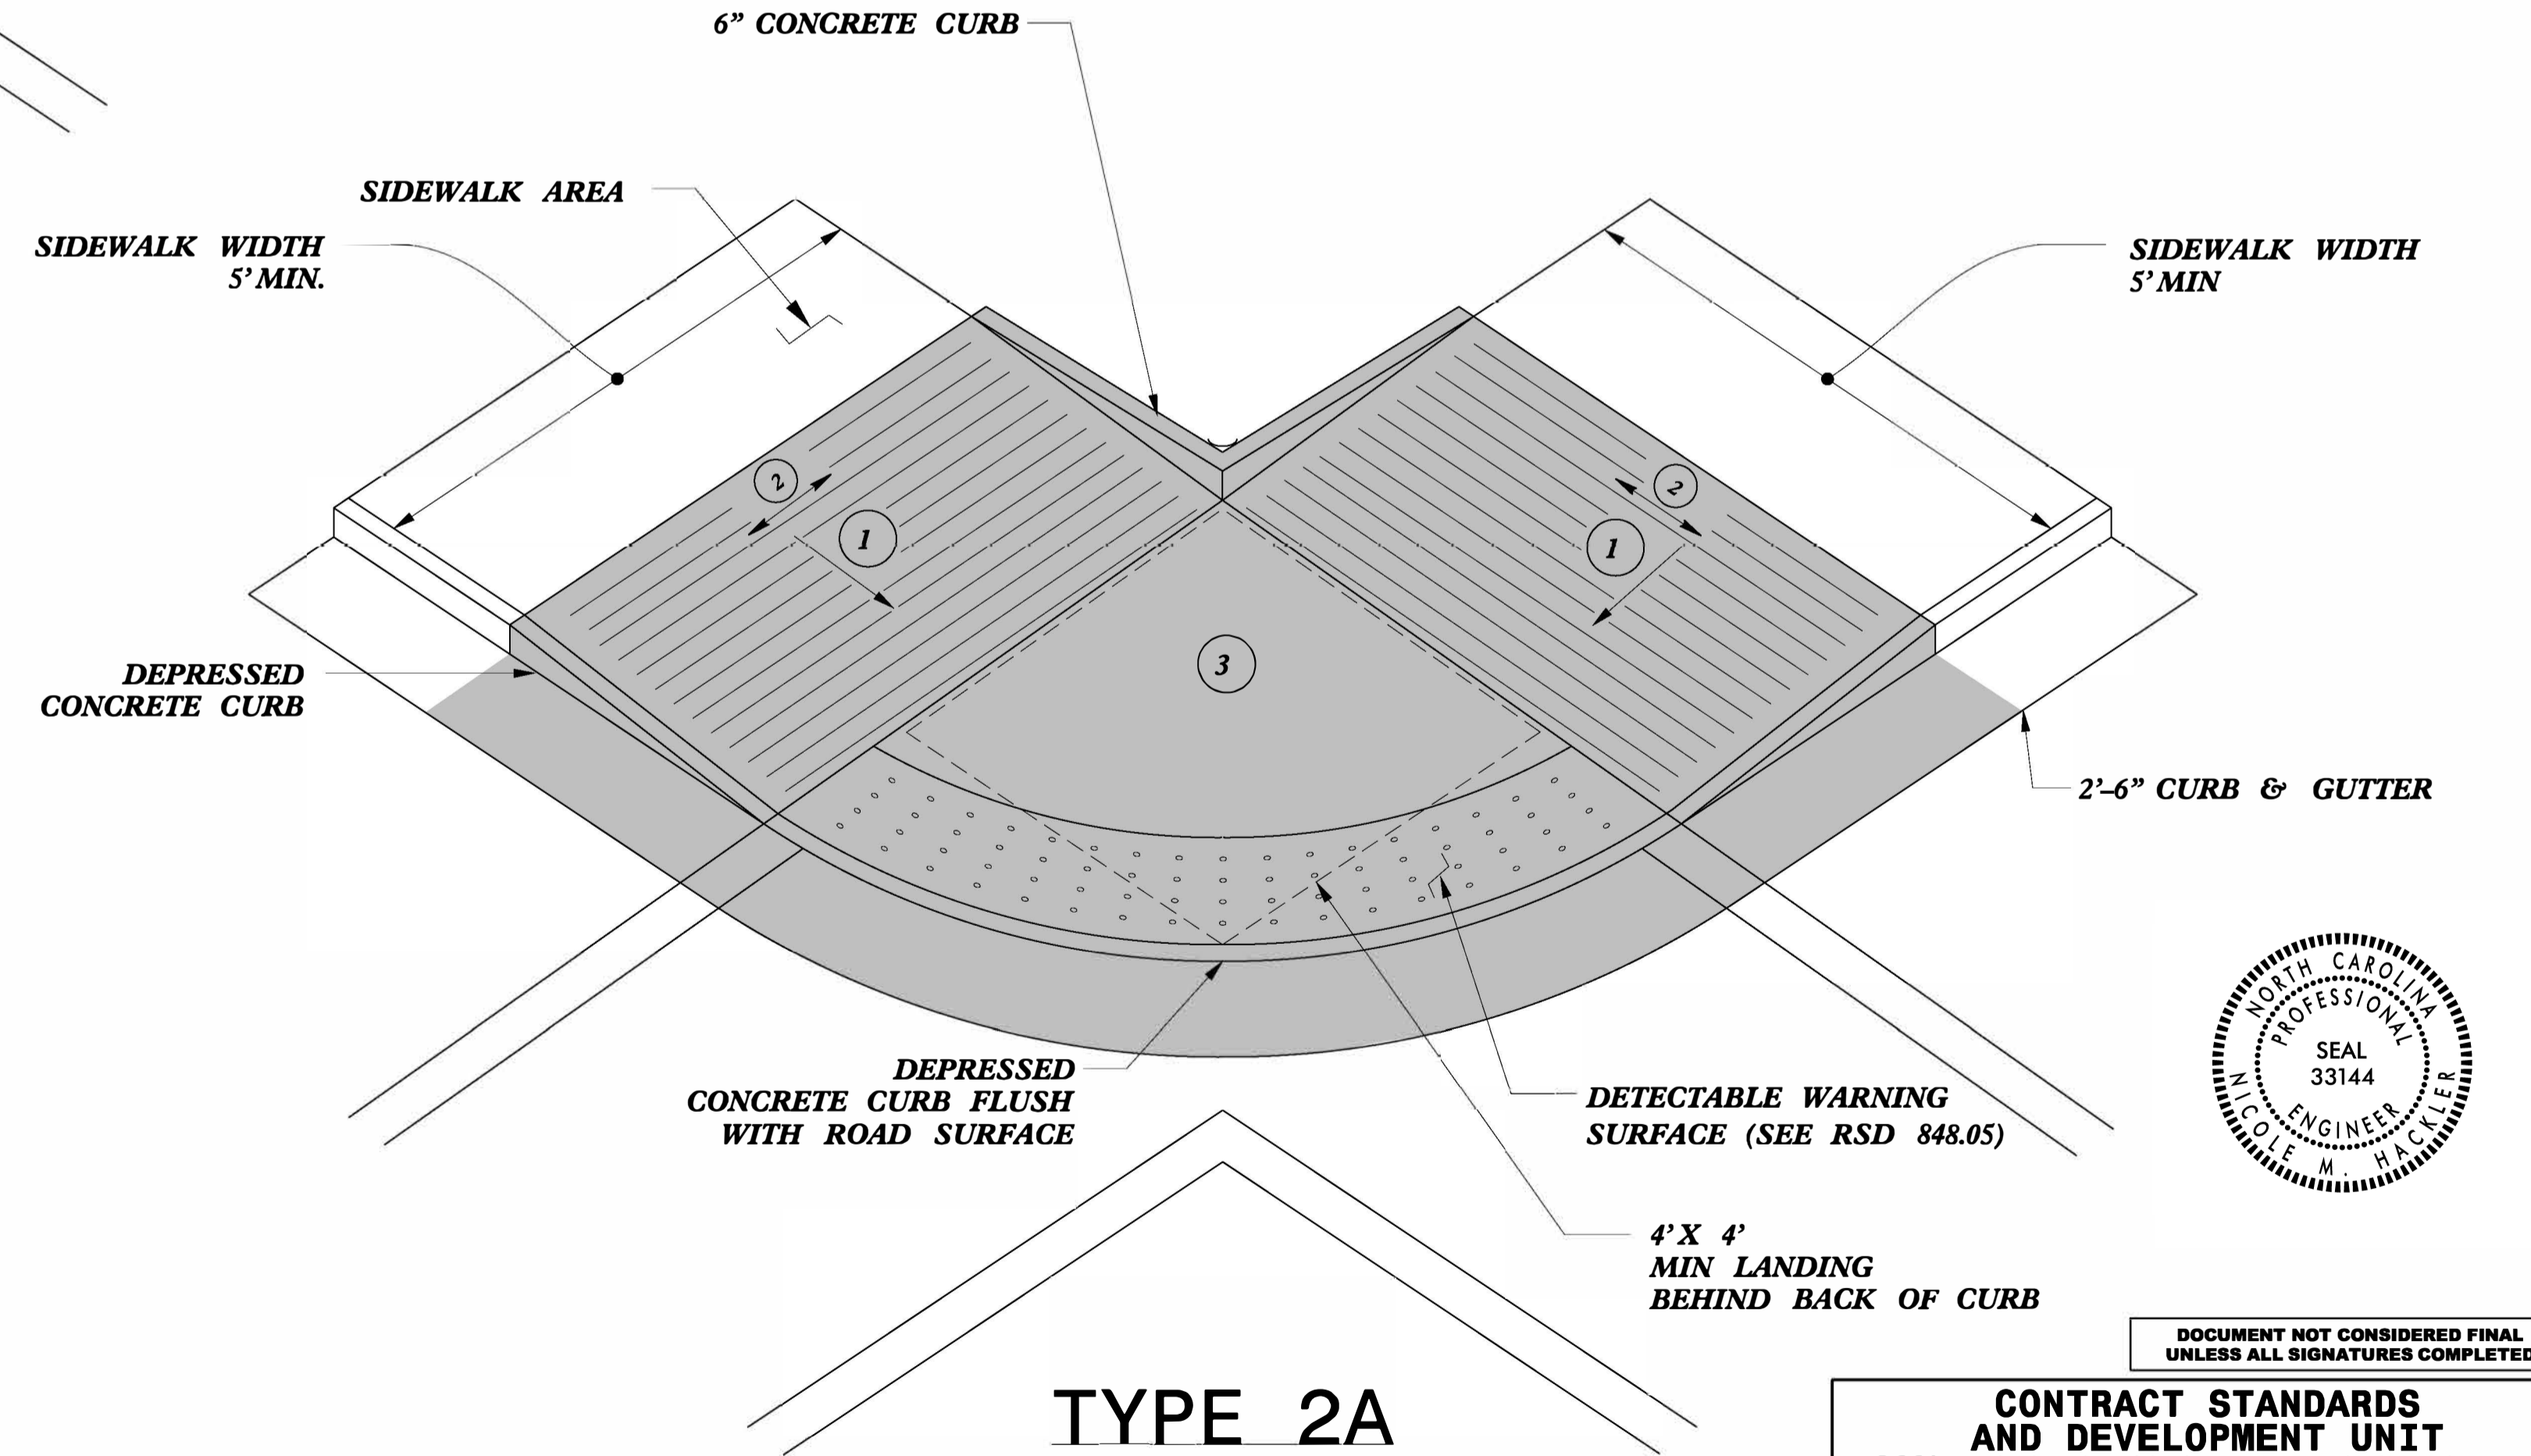 6” CONCRETE CURB
SIDEWALK AREA
SIDEWALK WIDTH
5’ MIN.
SIDEWALK WIDTH
5’ MIN
2
1
2
1
3
DEPRESSED
CONCRETE CURB
2’–6” CURB & GUTTER
DEPRESSED
CONCRETE CURB FLUSH
WITH ROAD SURFACE
DETECTABLE WARNING
SURFACE (SEE RSD 848.05)
4’ X 4’
MIN LANDING
BEHIND BACK OF CURB
NORTH CAROLINA
PROFESSIONAL
SEAL
33144
ENGINEER
NICOLE M. HACKLER
DOCUMENT NOT CONSIDERED FINAL
UNLESS ALL SIGNATURES COMPLETED
TYPE 2A
CONTRACT STANDARDS
AND DEVELOPMENT UNIT